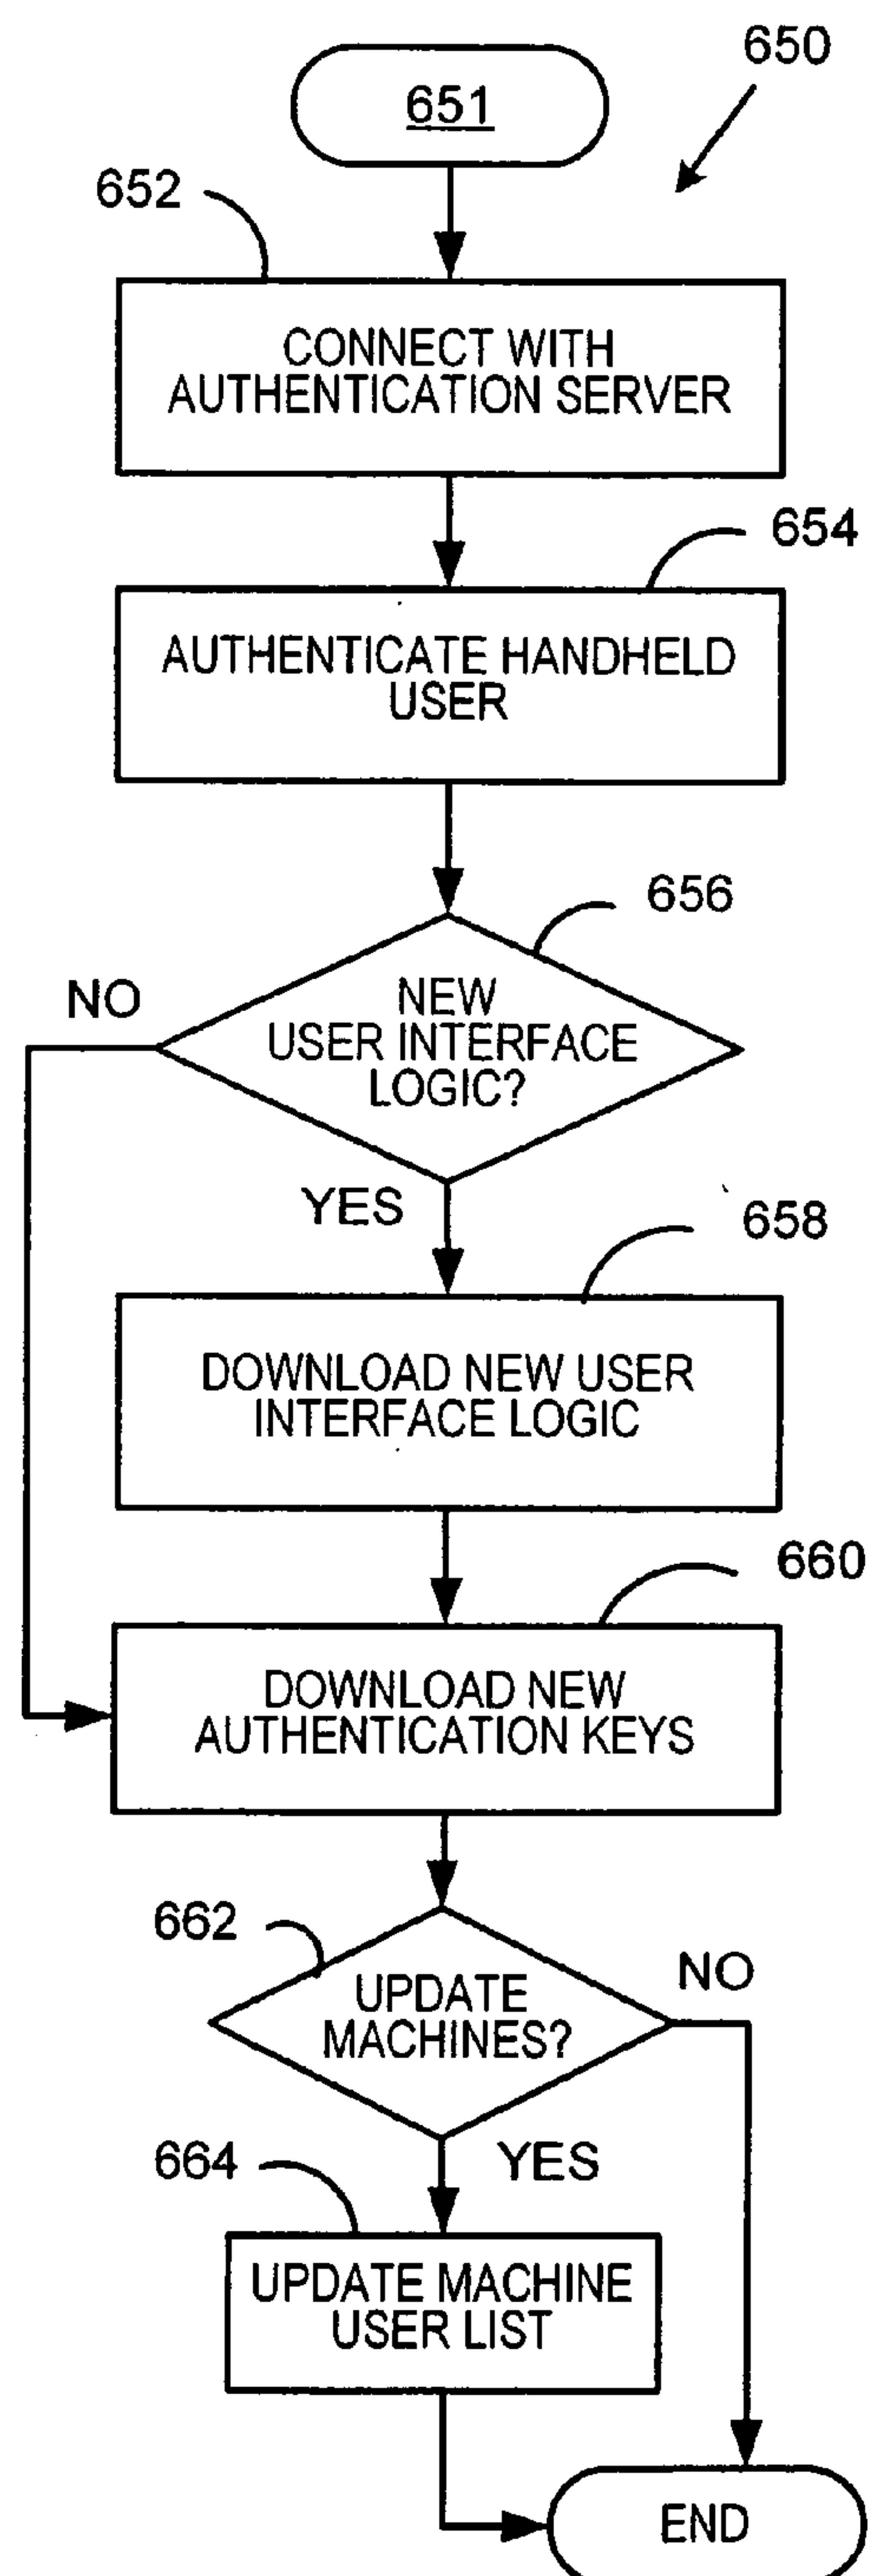 650
651
652
CONNECT WITH
AUTHENTICATION SERVER
654
AUTHENTICATE HANDHELD
USER
656
NO
NEW
USER INTERFACE
LOGIC?
YES
658
DOWNLOAD NEW USER
INTERFACE LOGIC
660
DOWNLOAD NEW
AUTHENTICATION KEYS
662
NO
UPDATE
MACHINES?
664
YES
UPDATE MACHINE
USER LIST
END